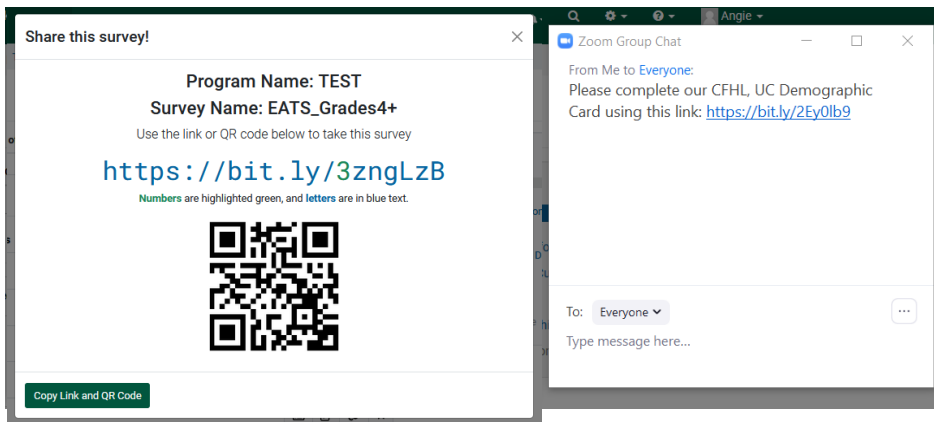 Angie
Share this survey!
Program Name: TEST
Survey Name: EATS_Grades4+
Use the link or QR code below to take this survey
https://bit.ly/3zngLzB
Numbers are highlighted green, and letters are in blue text.
Copy Link and QR Code
Zoom Group Chat
From Me to Everyone:
Please complete our CFHL, UC Demographic
Card using this link: https://bit.ly/2Ey0lb9
To: Everyone
Type message here...